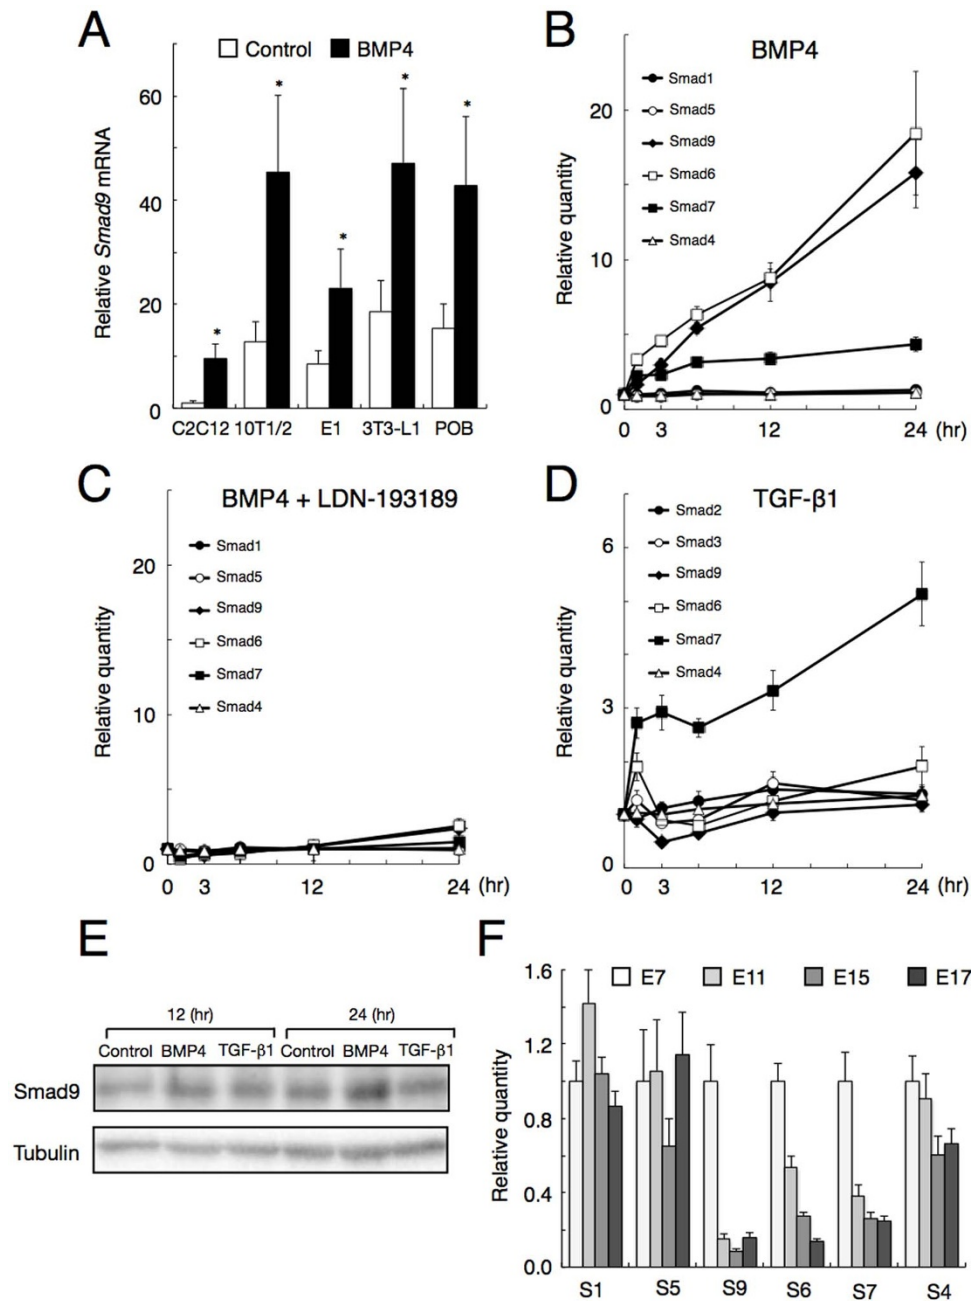 A
Control BMP4
Relative Smad9 mRNA
60
40
20
0
* * * * *
C2C12 10T1/2 E1 3T3-L1 POB
B
BMP4
Relative quantity
20
10
0
Smad1
Smad5
Smad9
Smad6
Smad7
Smad4
0 3 12 24 (hr)
C
BMP4 + LDN-193189
Relative quantity
20
10
0
Smad1
Smad5
Smad9
Smad6
Smad7
Smad4
0 3 12 24 (hr)
D
TGF-β1
Relative quantity
6
3
0
Smad2
Smad3
Smad9
Smad6
Smad7
Smad4
0 3 12 24 (hr)
E
12 (hr) 24 (hr)
Control BMP4 TGF-β1 Control BMP4 TGF-β1
Smad9
Tubulin
F
E7 E11 E15 E17
Relative quantity
1.6
1.2
0.8
0.4
0.0
S1 S5 S9 S6 S7 S4